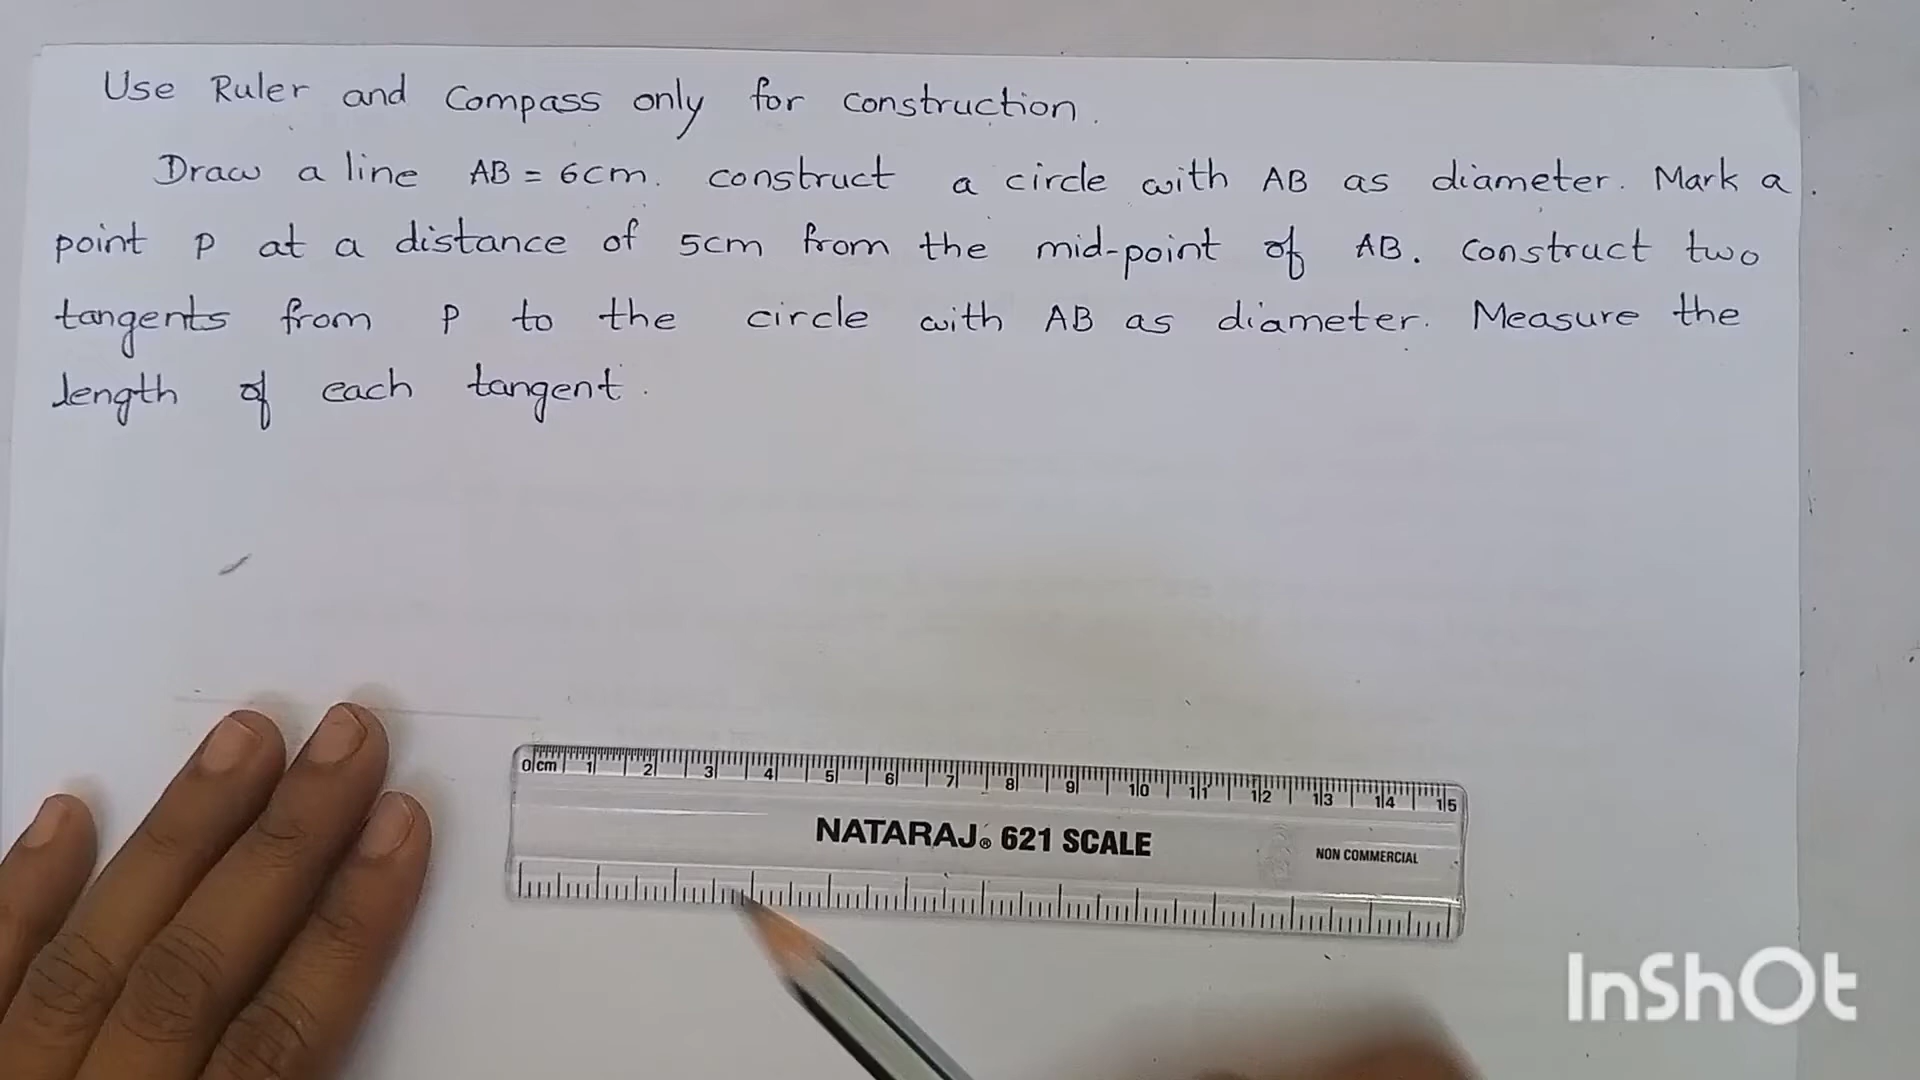 Use Ruler and Compass only for construction.
Draw a line AB = 6cm. construct a circle with AB as diameter. Mark a
point P at a distance of 5cm from the mid-point of AB. construct two
tangents from P to the circle with AB as diameter. Measure the
length of each tangent.
0cm 1 2 3 4 5 6 7 8 9 10 11 12 13 14 15
NATARAJ® 621 SCALE
NON COMMERCIAL
InShOt